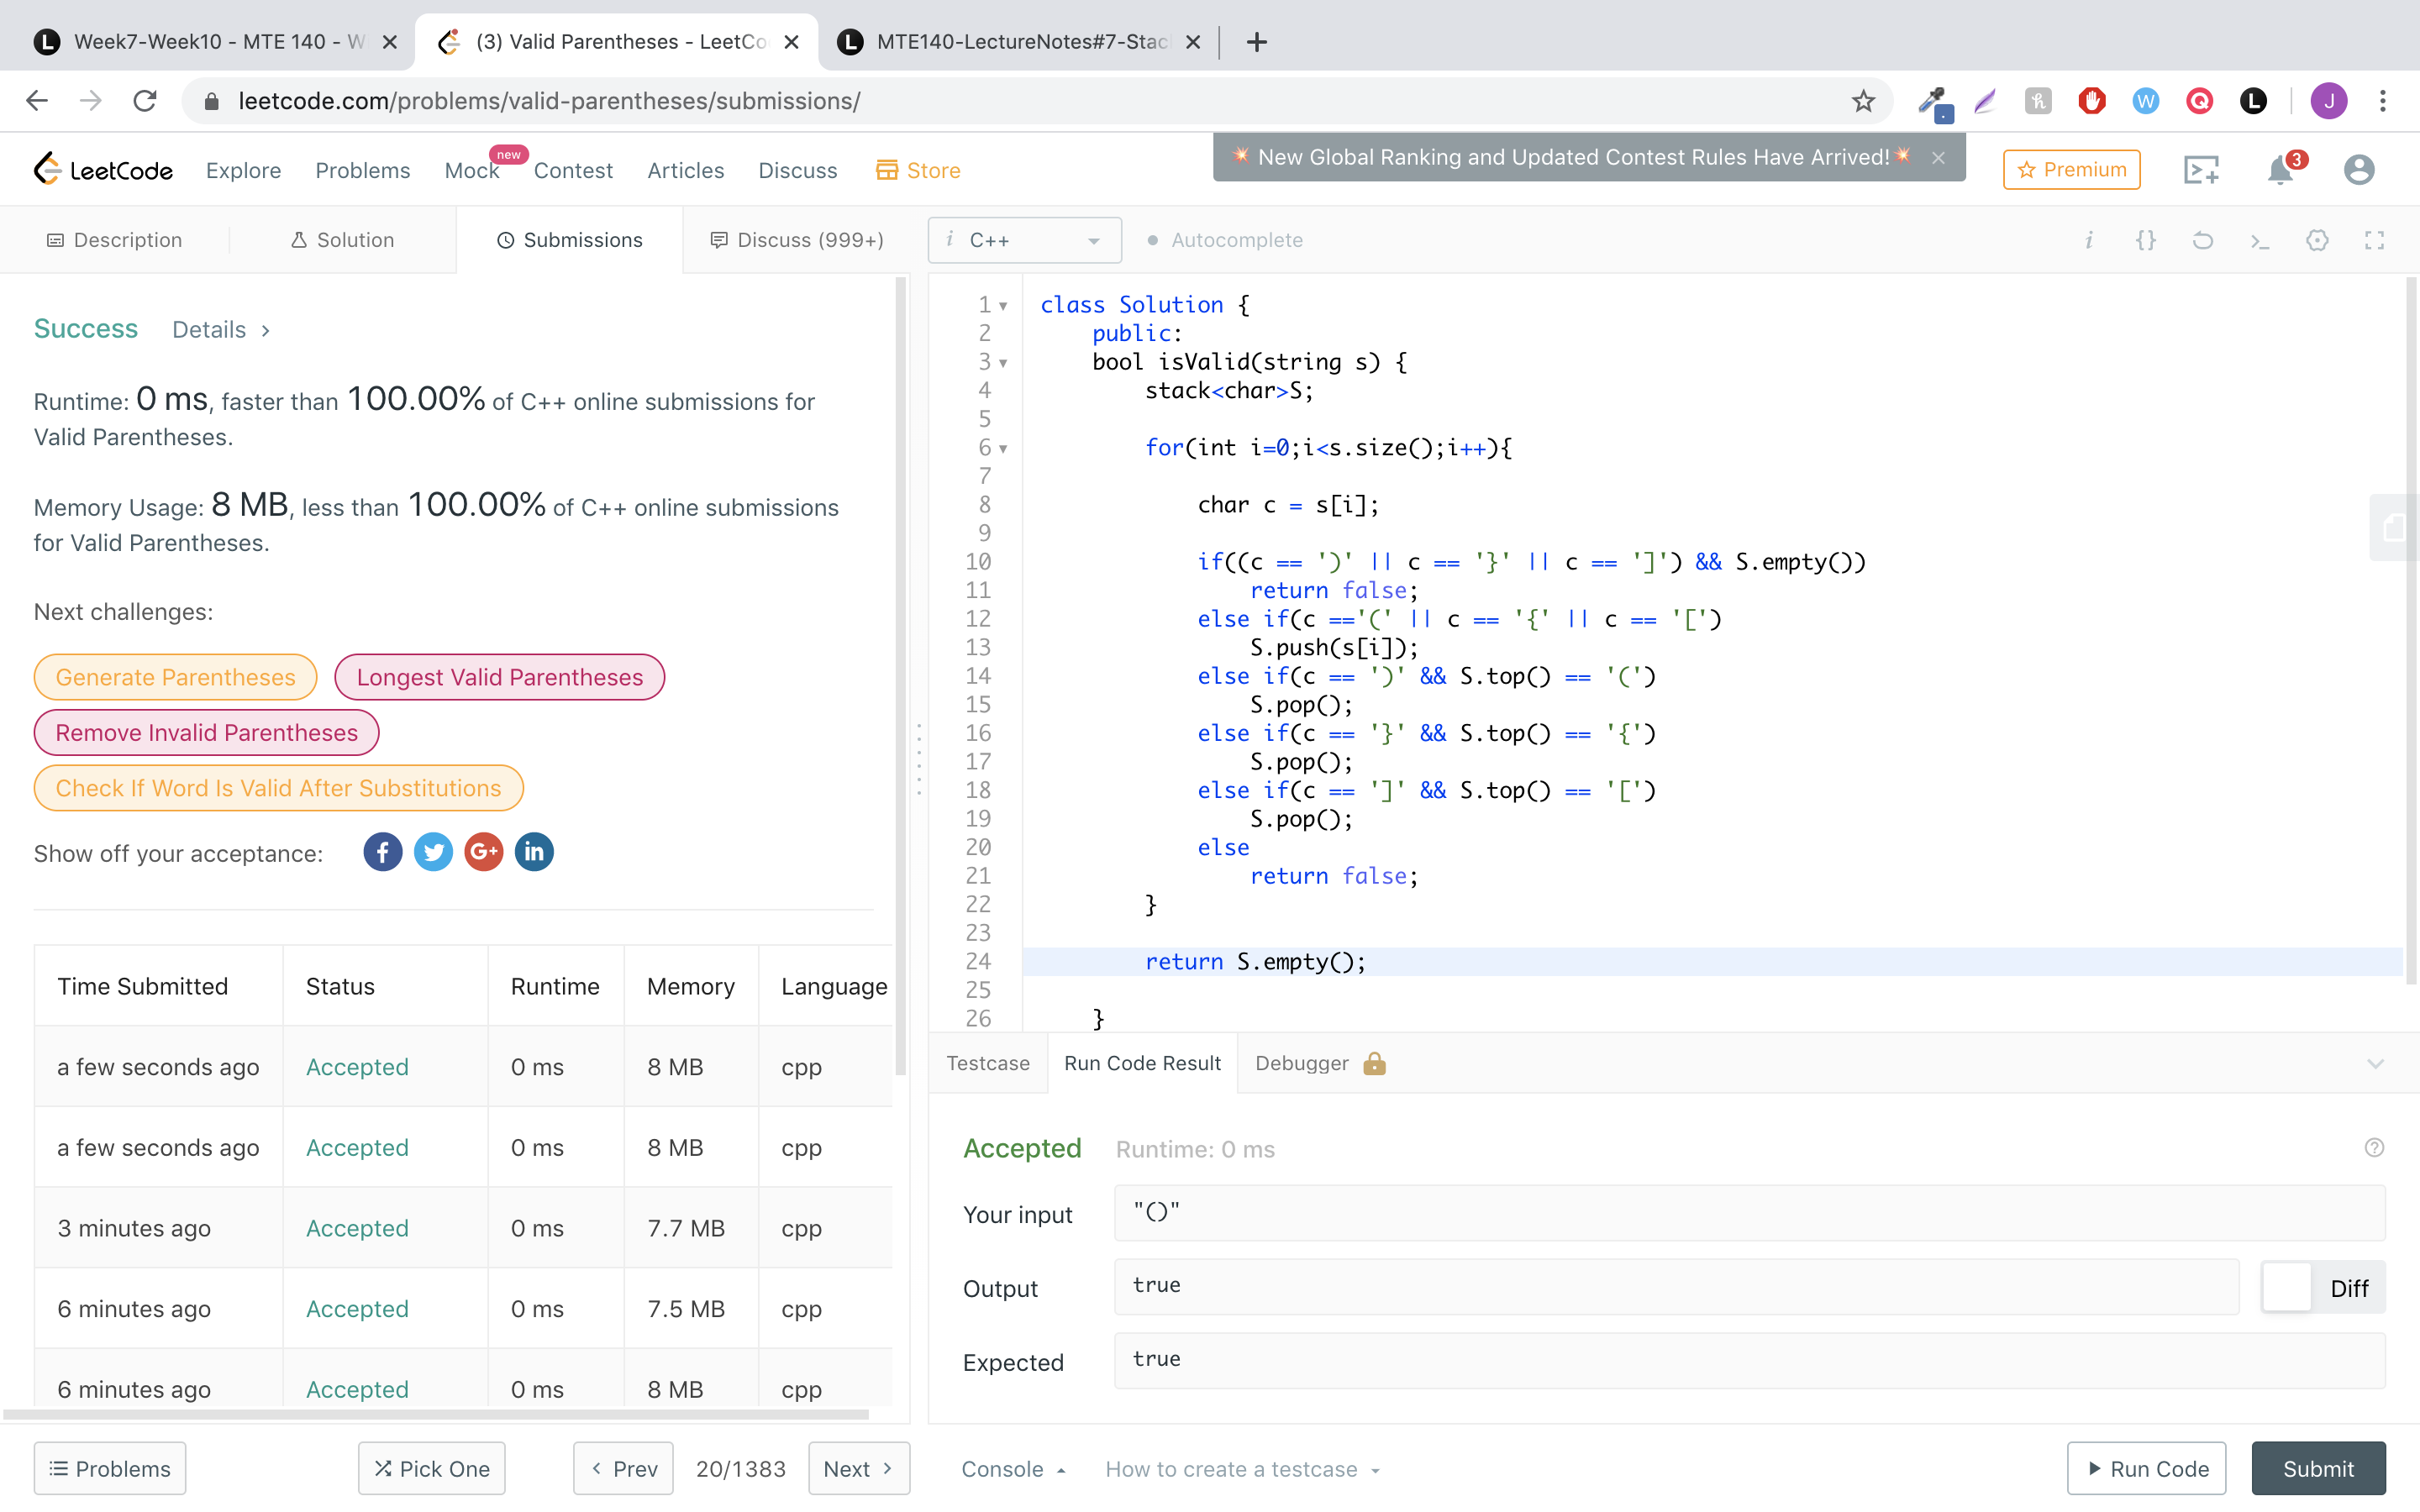 Week7-Week10 - MTE 140 - W
(3) Valid Parentheses - LeetCo
MTE140-LectureNotes#7-Stac
leetcode.com/problems/valid-parentheses/submissions/
LeetCode
Explore
Problems
Mock
new
Contest
Articles
Discuss
Store
New Global Ranking and Updated Contest Rules Have Arrived!
Premium
3
J
Description
Solution
Submissions
Discuss (999+)
i C++
Autocomplete
Success
Details >
Runtime: 0 ms, faster than 100.00% of C++ online submissions for
Valid Parentheses.
Memory Usage: 8 MB, less than 100.00% of C++ online submissions
for Valid Parentheses.
Next challenges:
Generate Parentheses
Longest Valid Parentheses
Remove Invalid Parentheses
Check If Word Is Valid After Substitutions
Show off your acceptance:
Time Submitted Status Runtime Memory Language
a few seconds ago Accepted 0 ms 8 MB cpp
a few seconds ago Accepted 0 ms 8 MB cpp
3 minutes ago Accepted 0 ms 7.7 MB cpp
6 minutes ago Accepted 0 ms 7.5 MB cpp
6 minutes ago Accepted 0 ms 8 MB cpp
Problems
Pick One
Prev
20/1383
Next
1 class Solution {
2 public:
3 bool isValid(string s) {
4 stack<char>S;
5
6 for(int i=0;i<s.size();i++){
7
8 char c = s[i];
9
10 if((c == ')' || c == '}' || c == ']') && S.empty())
11 return false;
12 else if(c =='(' || c == '{' || c == '[')
13 S.push(s[i]);
14 else if(c == ')' && S.top() == '(')
15 S.pop();
16 else if(c == '}' && S.top() == '{')
17 S.pop();
18 else if(c == ']' && S.top() == '[')
19 S.pop();
20 else
21 return false;
22 }
23
24 return S.empty();
25
26 }
Testcase
Run Code Result
Debugger
Accepted
Runtime: 0 ms
Your input
"()"
Output
true
Diff
Expected
true
Console
How to create a testcase
Run Code
Submit